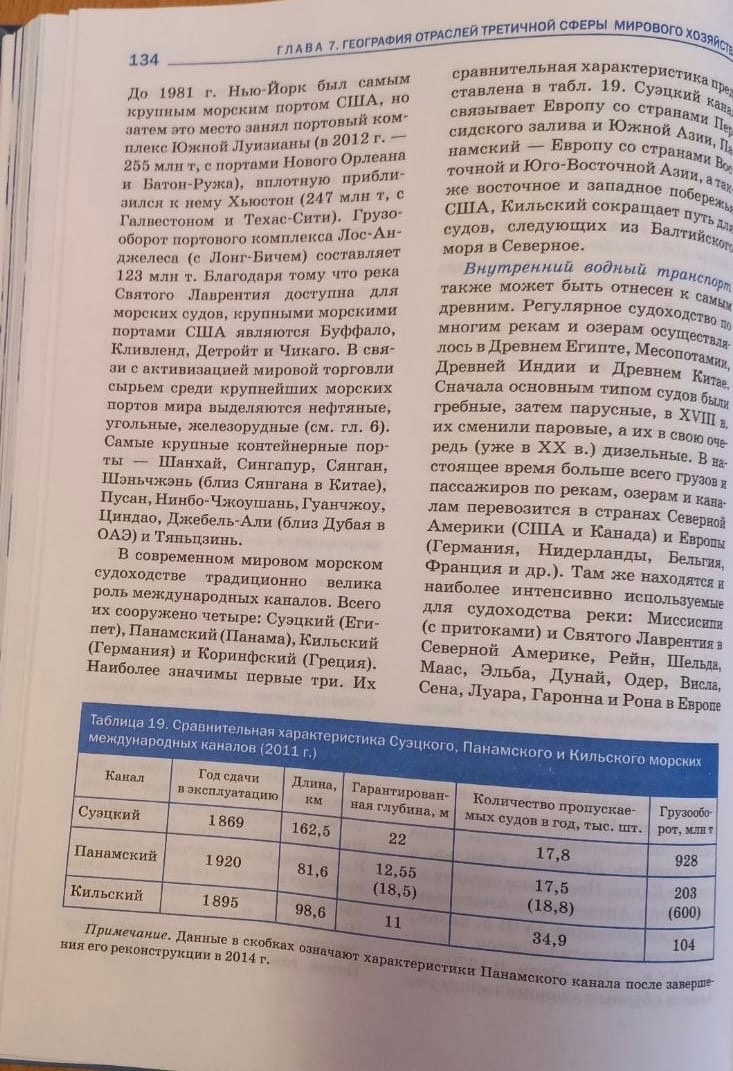 134
ГЛАВА 7. ГЕОГРАФИЯ ОТРАСЛЕЙ ТРЕТИЧНОЙ СФЕРЫ МИРОВОГО ХОЗЯЙСТВ
До 1981 г. Нью-Йорк был самым
крупным морским портом США, но
затем это место занял портовый ком-
плекс Южной Луизианы (в 2012 г. —
255 млн т, с портами Нового Орлеана
и Батон-Ружа), вплотную прибли-
зился к нему Хьюстон (247 млн т, с
Галвестоном и Техас-Сити). Грузо-
оборот портового комплекса Лос-Ан-
джелеса (с Лонг-Бичем) составляет
123 млн т. Благодаря тому что река
Святого Лаврентия доступна для
морских судов, крупными морскими
портами США являются Буффало,
Кливленд, Детройт и Чикаго. В свя-
зи с активизацией мировой торговли
сырьем среди крупнейших морских
портов мира выделяются нефтяные,
угольные, железорудные (см. гл. 6).
Самые крупные контейнерные пор-
ты — Шанхай, Сингапур, Сянган,
Шэньчжэнь (близ Сянгана в Китае),
Пусан, Нинбо-Чжоушань, Гуанчжоу,
Циндао, Джебель-Али (близ Дубая в
ОАЭ) и Тяньцзинь.
В современном мировом морском
судоходстве традиционно велика
роль международных каналов. Всего
их сооружено четыре: Суэцкий (Еги-
пет), Панамский (Панама), Кильский
(Германия) и Коринфский (Греция).
Наиболее значимы первые три. Их
сравнительная характеристика пред
ставлена в табл. 19. Суэцкий кана
связывает Европу со странами Пер
сидского залива и Южной Азии, Па
намский — Европу со странами Вос
точной и Юго-Восточной Азии, а так-
же восточное и западное побережья
США, Кильский сокращает путь для
судов, следующих из Балтийского
моря в Северное.
Внутренний водный транспорт
также может быть отнесен к самым
древним. Регулярное судоходство по
многим рекам и озерам осуществля-
лось в Древнем Египте, Месопотамии,
Древней Индии и Древнем Китае.
Сначала основным типом судов были
гребные, затем парусные, в XVIII в.
их сменили паровые, а их в свою оче-
редь (уже в XX в.) дизельные. В на-
стоящее время больше всего грузов и
пассажиров по рекам, озерам и кана-
лам перевозится в странах Северной
Америки (США и Канада) и Европы
(Германия, Нидерланды, Бельгия,
Франция и др.). Там же находятся и
наиболее интенсивно используемые
для судоходства реки: Миссисипи
(с притоками) и Святого Лаврентия в
Северной Америке, Рейн, Шельда,
Маас, Эльба, Дунай, Одер, Висла,
Сена, Луара, Гаронна и Рона в Европе
Таблица 19. Сравнительная характеристика Суэцкого, Панамского и Кильского морских
международных каналов (2011 г.)
Канал Год сдачи в эксплуатацию Длина, км Гарантирован-ная глубина, м Количество пропускае-мых судов в год, тыс. шт. Грузообо-рот, млн т
Суэцкий 1869 162,5 22 17,8 928
Панамский 1920 81,6 12,55 (18,5) 17,5 (18,8) 203 (600)
Кильский 1895 98,6 11 34,9 104
Примечание. Данные в скобках означают характеристики Панамского канала после заверше-
ния его реконструкции в 2014 г.